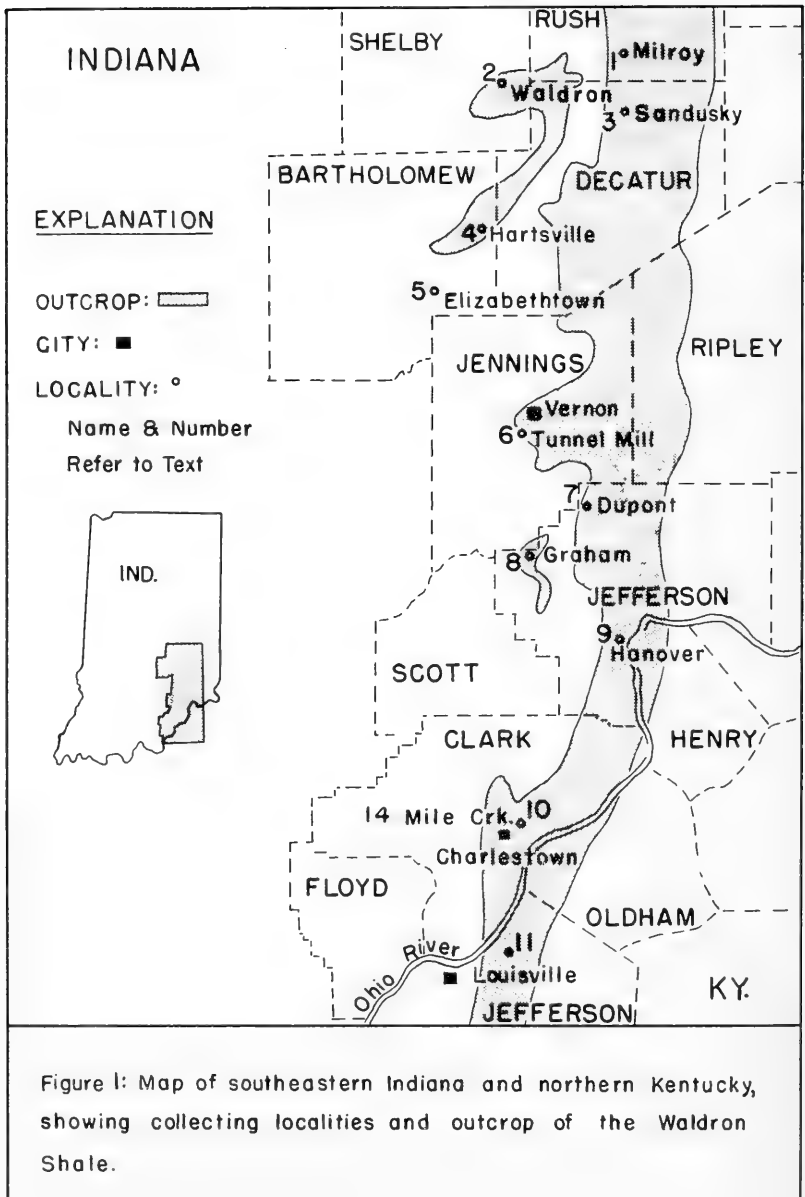 INDIANA
SHELBY
RUSH
1 Milroy
2 Waldron
3 Sandusky
BARTHOLOMEW
DECATUR
EXPLANATION
4 Hartsville
OUTCROP:
5 Elizabethtown
CITY:
JENNINGS
RIPLEY
LOCALITY:
Name & Number
Refer to Text
Vernon
6 Tunnel Mill
7 Dupont
IND.
8 Graham
JEFFERSON
9 Hanover
SCOTT
CLARK
HENRY
14 Mile Crk. 10
Charlestown
FLOYD
OLDHAM
11
Ohio River
Louisville
KY.
JEFFERSON
Figure 1: Map of southeastern Indiana and northern Kentucky,
showing collecting localities and outcrop of the Waldron
Shale.